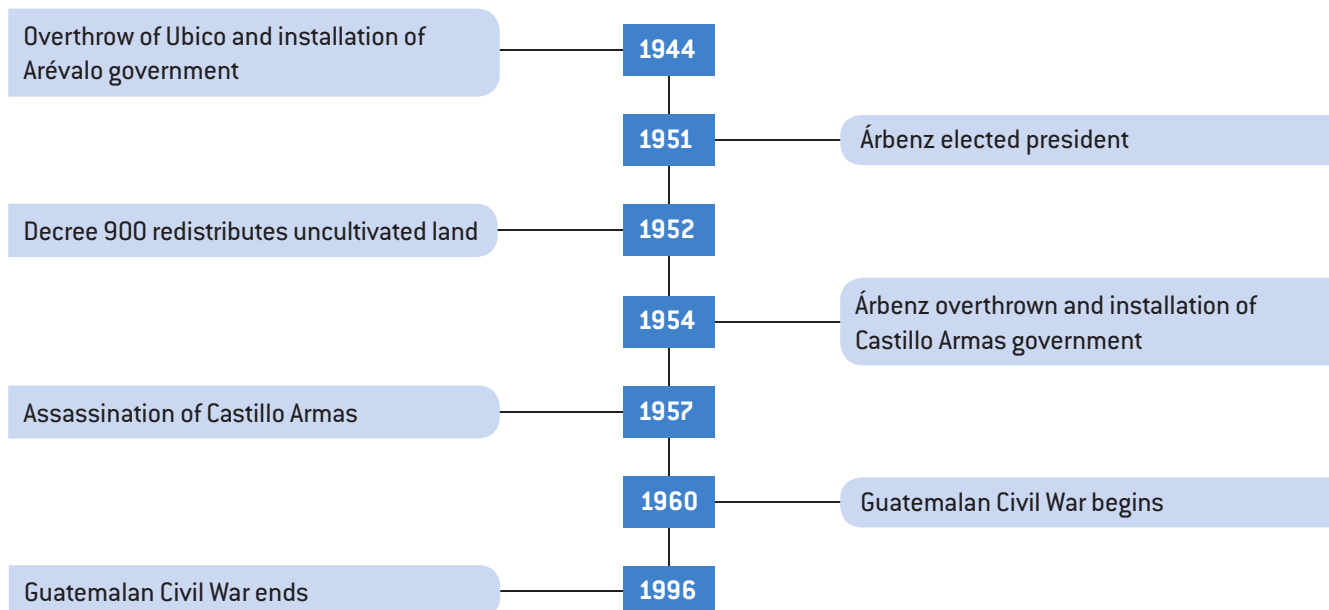 Overthrow of Ubico and installation of
Arévalo government
1944
1951
Árbenz elected president
Decree 900 redistributes uncultivated land
1952
1954
Árbenz overthrown and installation of
Castillo Armas government
Assassination of Castillo Armas
1957
1960
Guatemalan Civil War begins
Guatemalan Civil War ends
1996